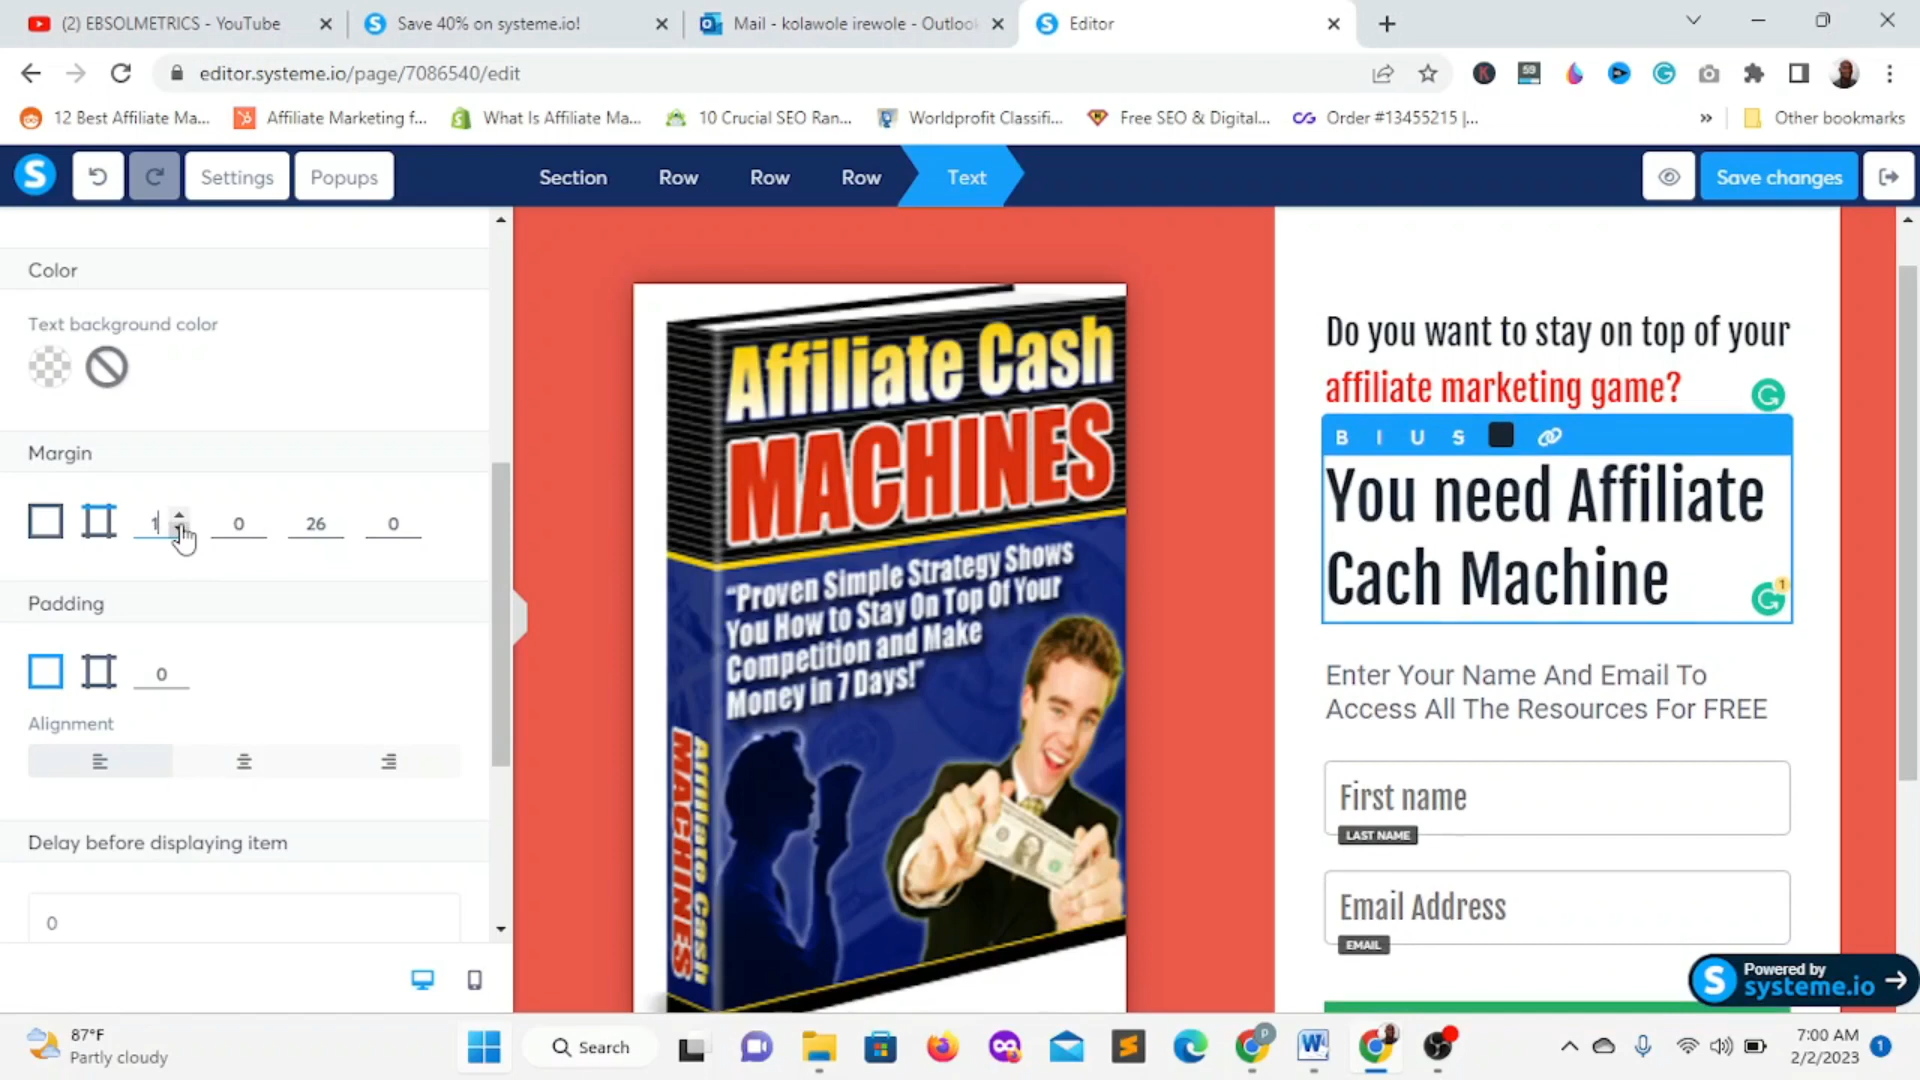 (2) EBSOLMETRICS - YouTube
Save 40% on systeme.io!
Mail - kolawole irewole - Outloo
Editor
editor.systeme.io/page/7086540/edit
59
12 Best Affiliate Ma...
Affiliate Marketing f...
What Is Affiliate Ma...
10 Crucial SEO Ran...
Worldprofit Classifi...
Free SEO & Digital...
Order #13455215 |...
Other bookmarks
Settings
Popups
Section
Row
Row
Row
Text
Save changes
Color
Text background color
Margin
1
0
26
0
Padding
0
Alignment
Delay before displaying item
0
Affiliate Cash
MACHINES
"Proven Simple Strategy Shows
You How to Stay On Top Of Your
Competition and Make
Money in 7 Days!"
Affiliate Cash
MACHINES
Do you want to stay on top of your
affiliate marketing game?
B I U S
You need Affiliate
Cach Machine
1
Enter Your Name And Email To
Access All The Resources For FREE
First name
LAST NAME
Email Address
EMAIL
Powered by
systeme.io
87°F
Partly cloudy
Search
7:00 AM
2/2/2023
1